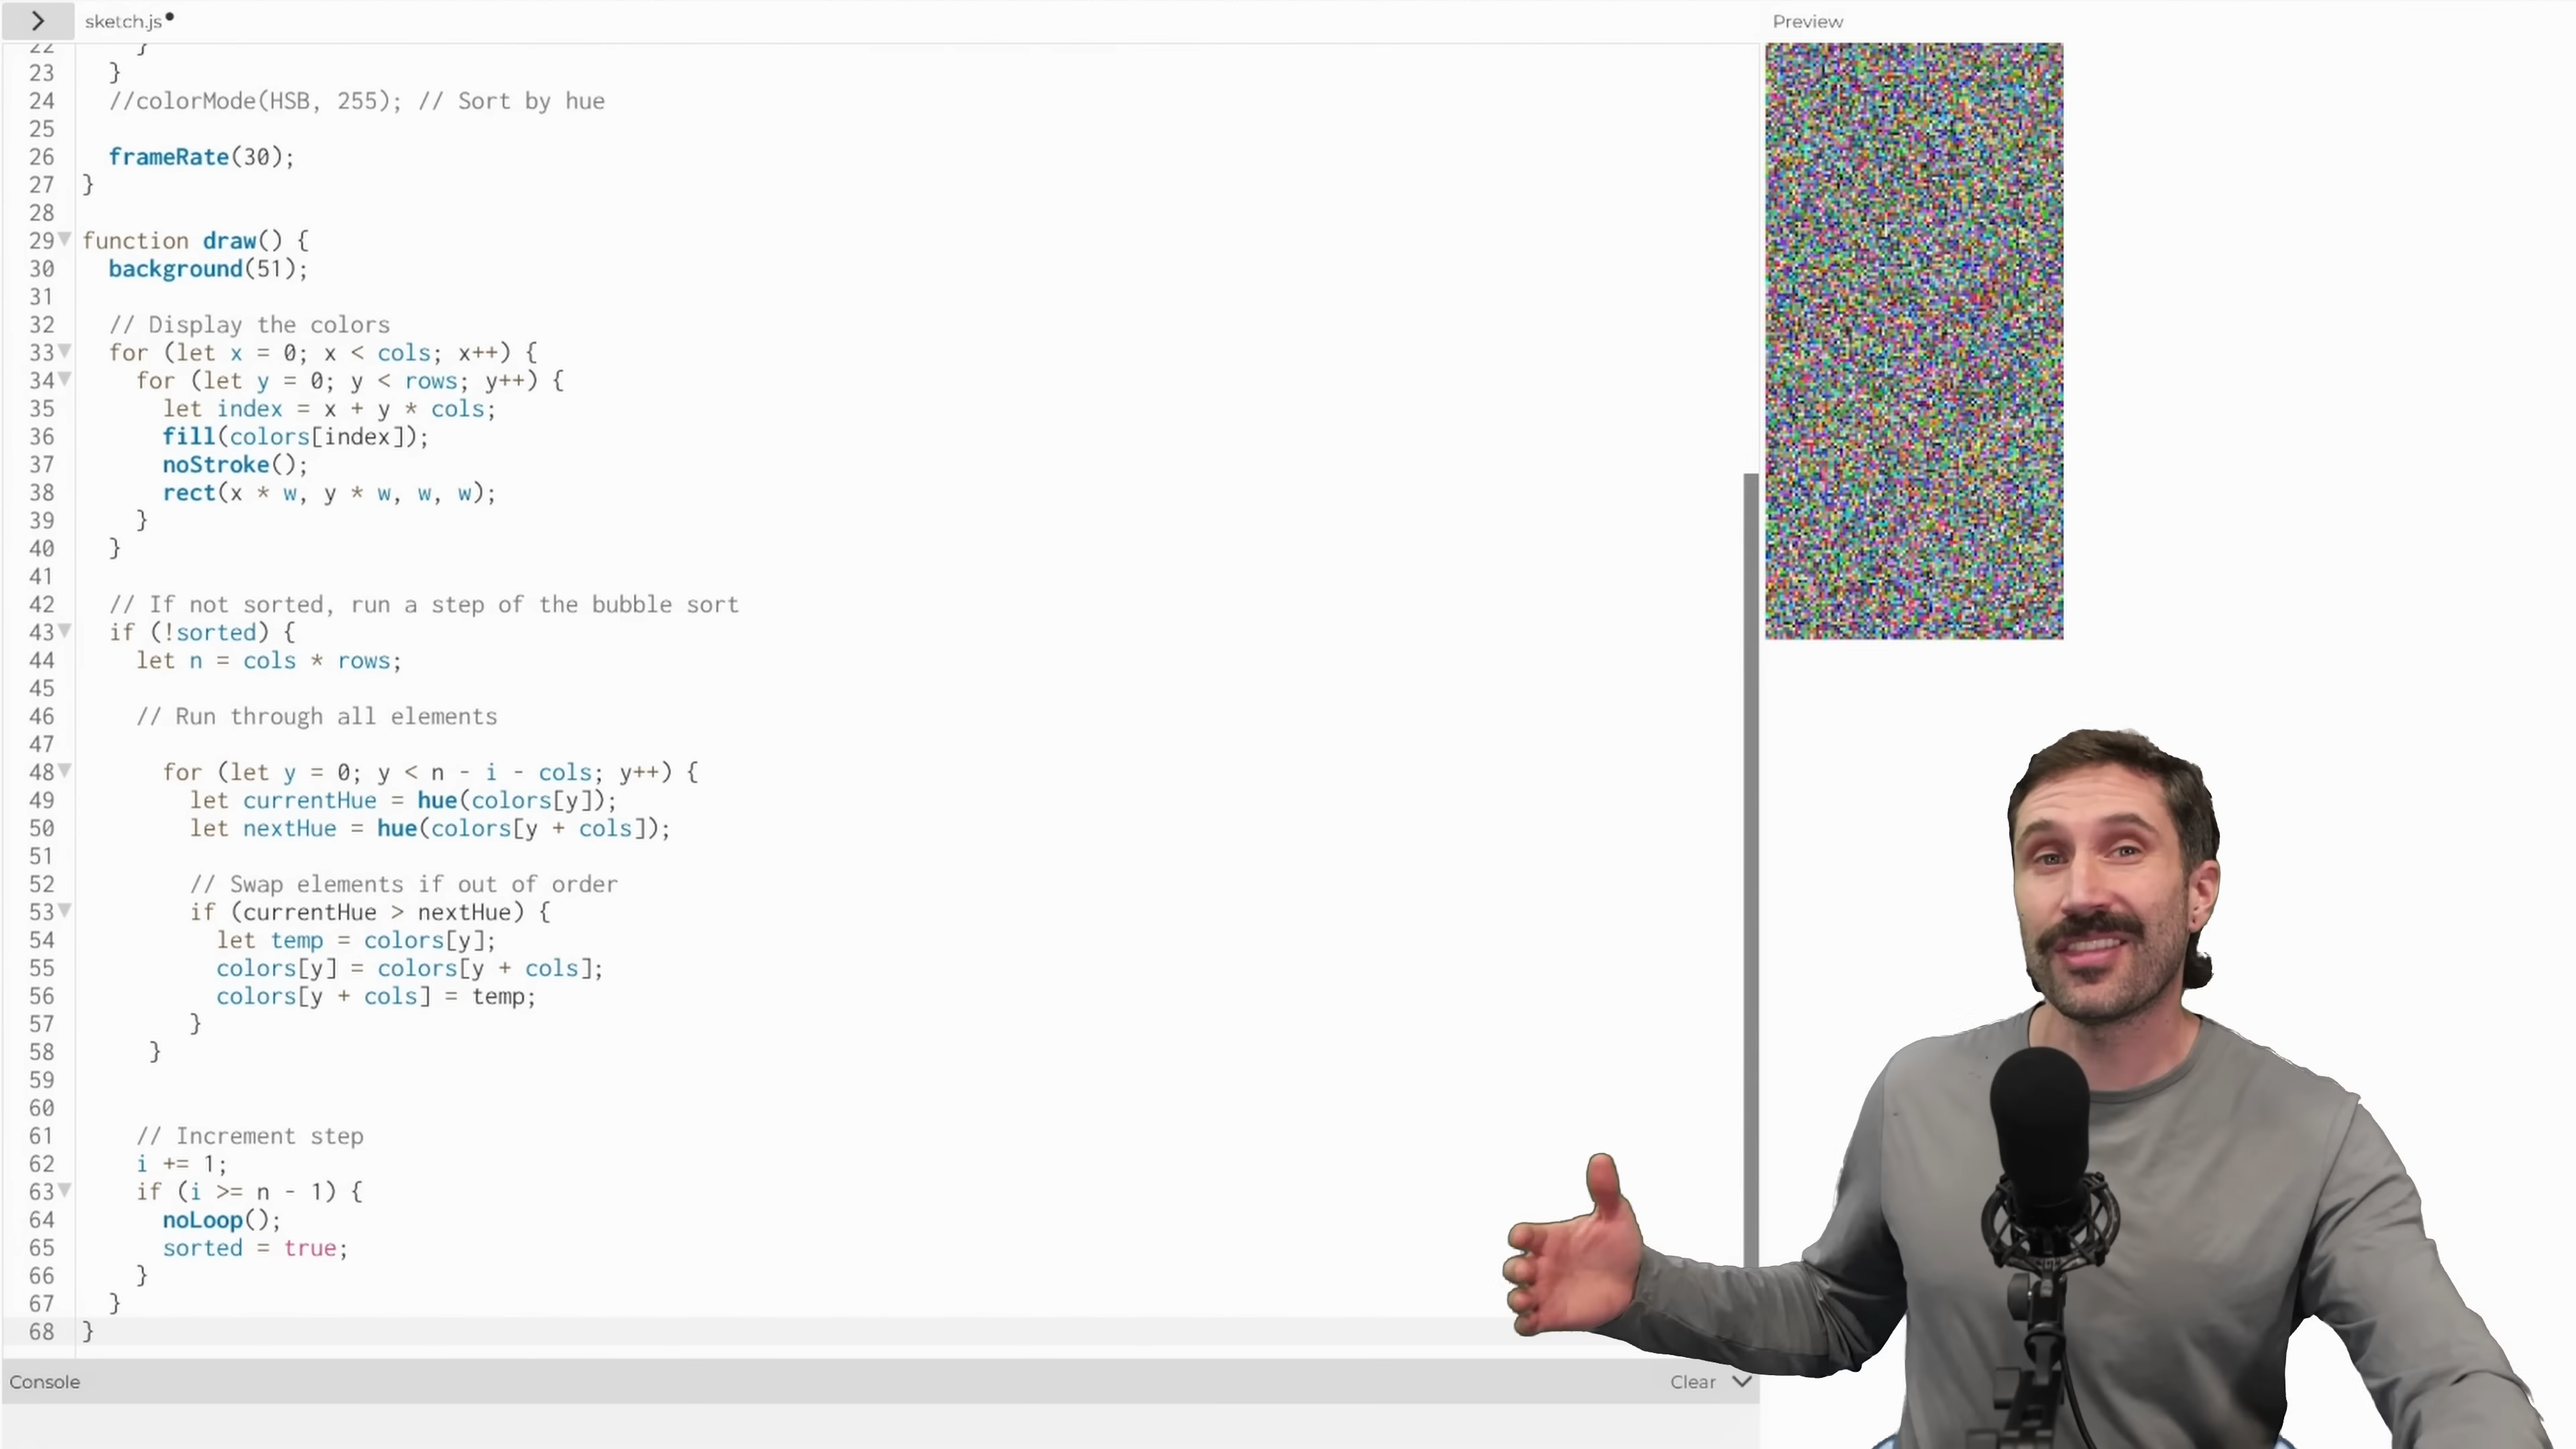 sketch.js
Preview
22 }
23 }
24 //colorMode(HSB, 255); // Sort by hue
25
26 frameRate(30);
27 }
28
29 function draw() {
30 background(51);
31
32 // Display the colors
33 for (let x = 0; x < cols; x++) {
34 for (let y = 0; y < rows; y++) {
35 let index = x + y * cols;
36 fill(colors[index]);
37 noStroke();
38 rect(x * w, y * w, w, w);
39 }
40 }
41
42 // If not sorted, run a step of the bubble sort
43 if (!sorted) {
44 let n = cols * rows;
45
46 // Run through all elements
47
48 for (let y = 0; y < n - i - cols; y++) {
49 let currentHue = hue(colors[y]);
50 let nextHue = hue(colors[y + cols]);
51
52 // Swap elements if out of order
53 if (currentHue > nextHue) {
54 let temp = colors[y];
55 colors[y] = colors[y + cols];
56 colors[y + cols] = temp;
57 }
58 }
59
60
61 // Increment step
62 i += 1;
63 if (i >= n - 1) {
64 noLoop();
65 sorted = true;
66 }
67 }
68 }
Console
Clear